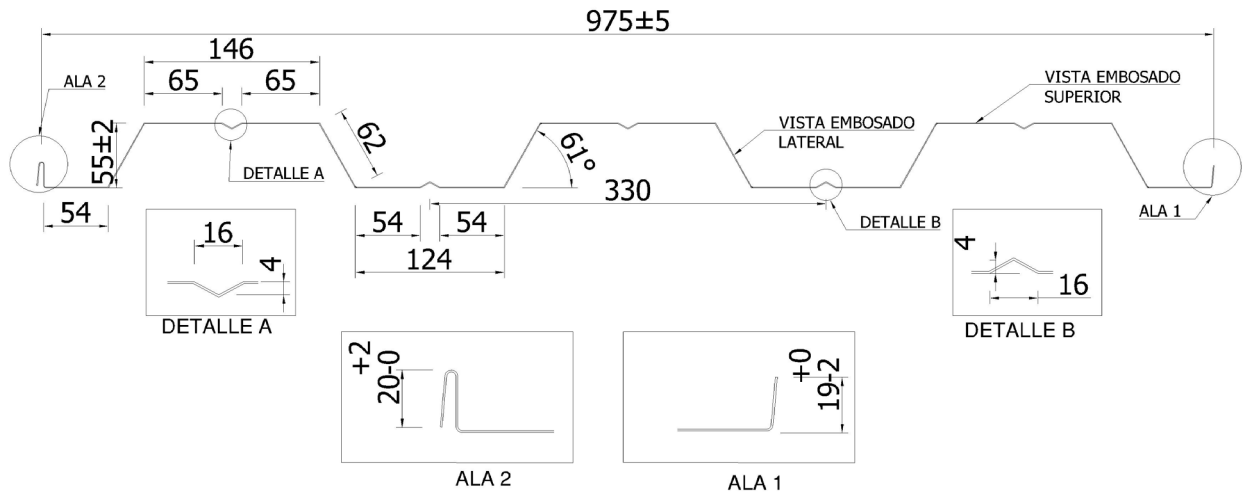 975±5
146
65
65
ALA 2
VISTA EMBOSADO
SUPERIOR
55±2
62
VISTA EMBOSADO
LATERAL
61°
DETALLE A
330
54
54
54
DETALLE B
ALA 1
124
16
4
4
16
DETALLE A
DETALLE B
+2
20-0
+0
19-2
ALA 2
ALA 1